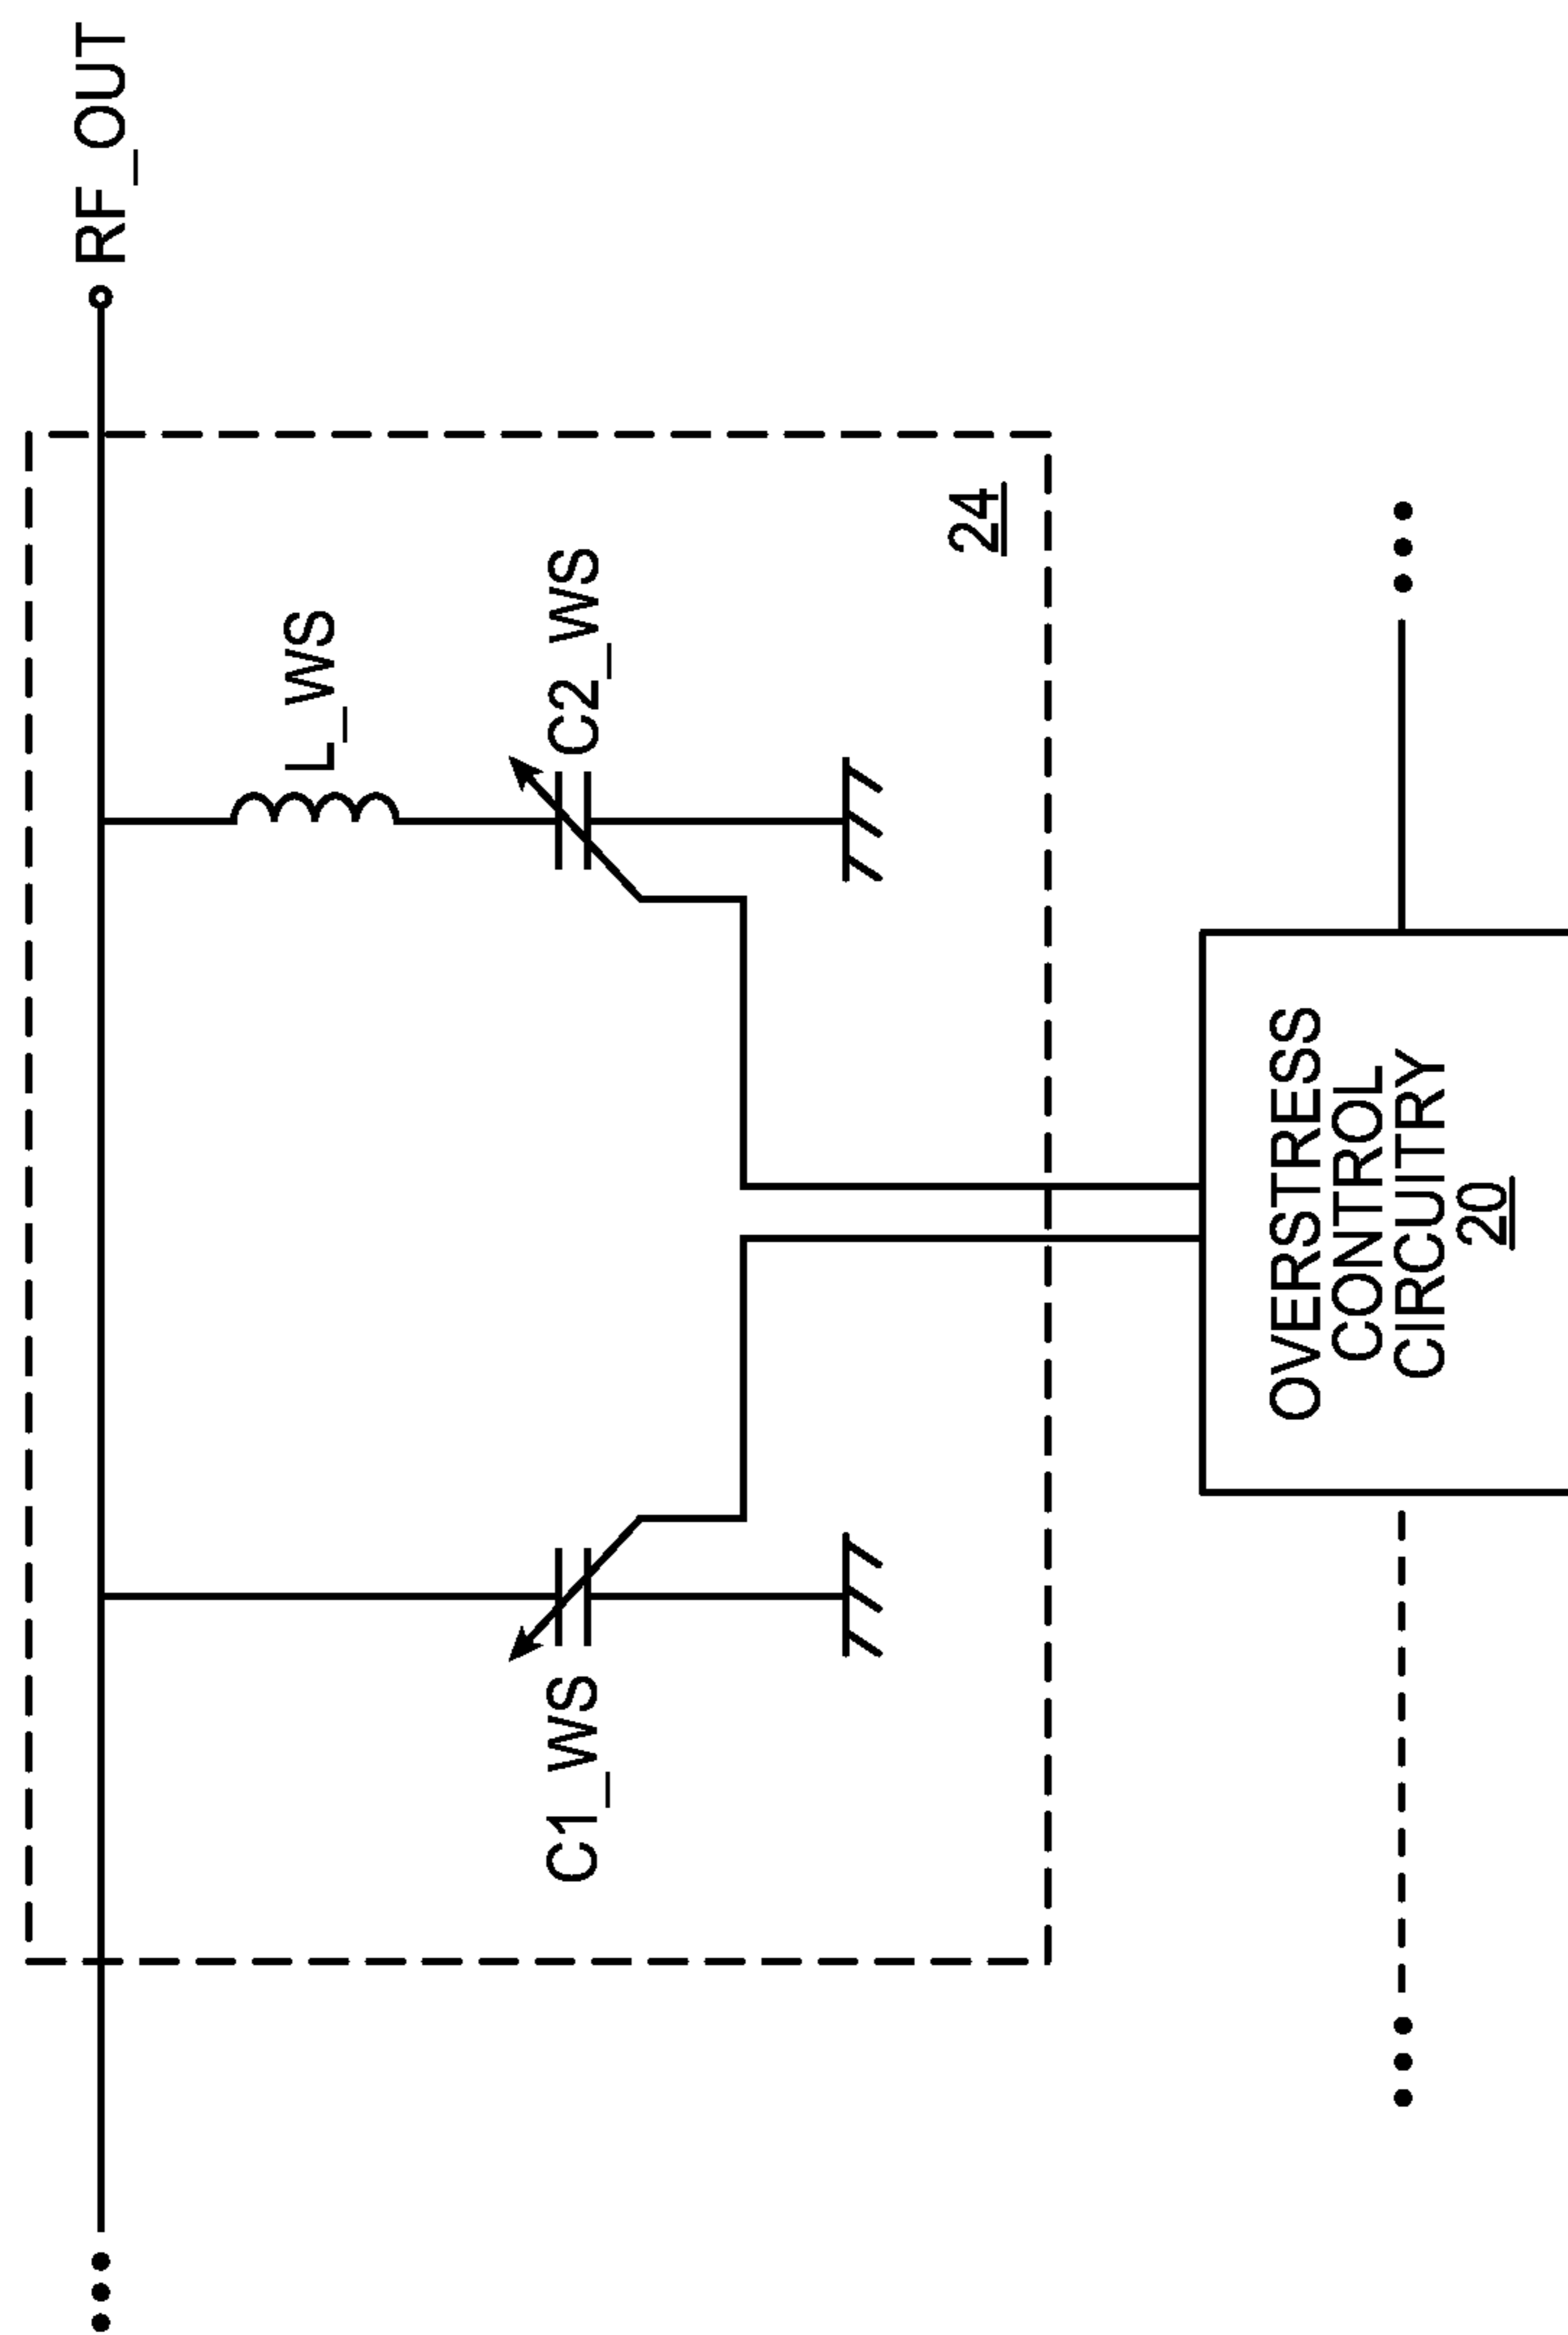 RF_OUT
L_WS
C1_WS
C2_WS
24
OVERSTRESS
CONTROL
CIRCUITRY
20